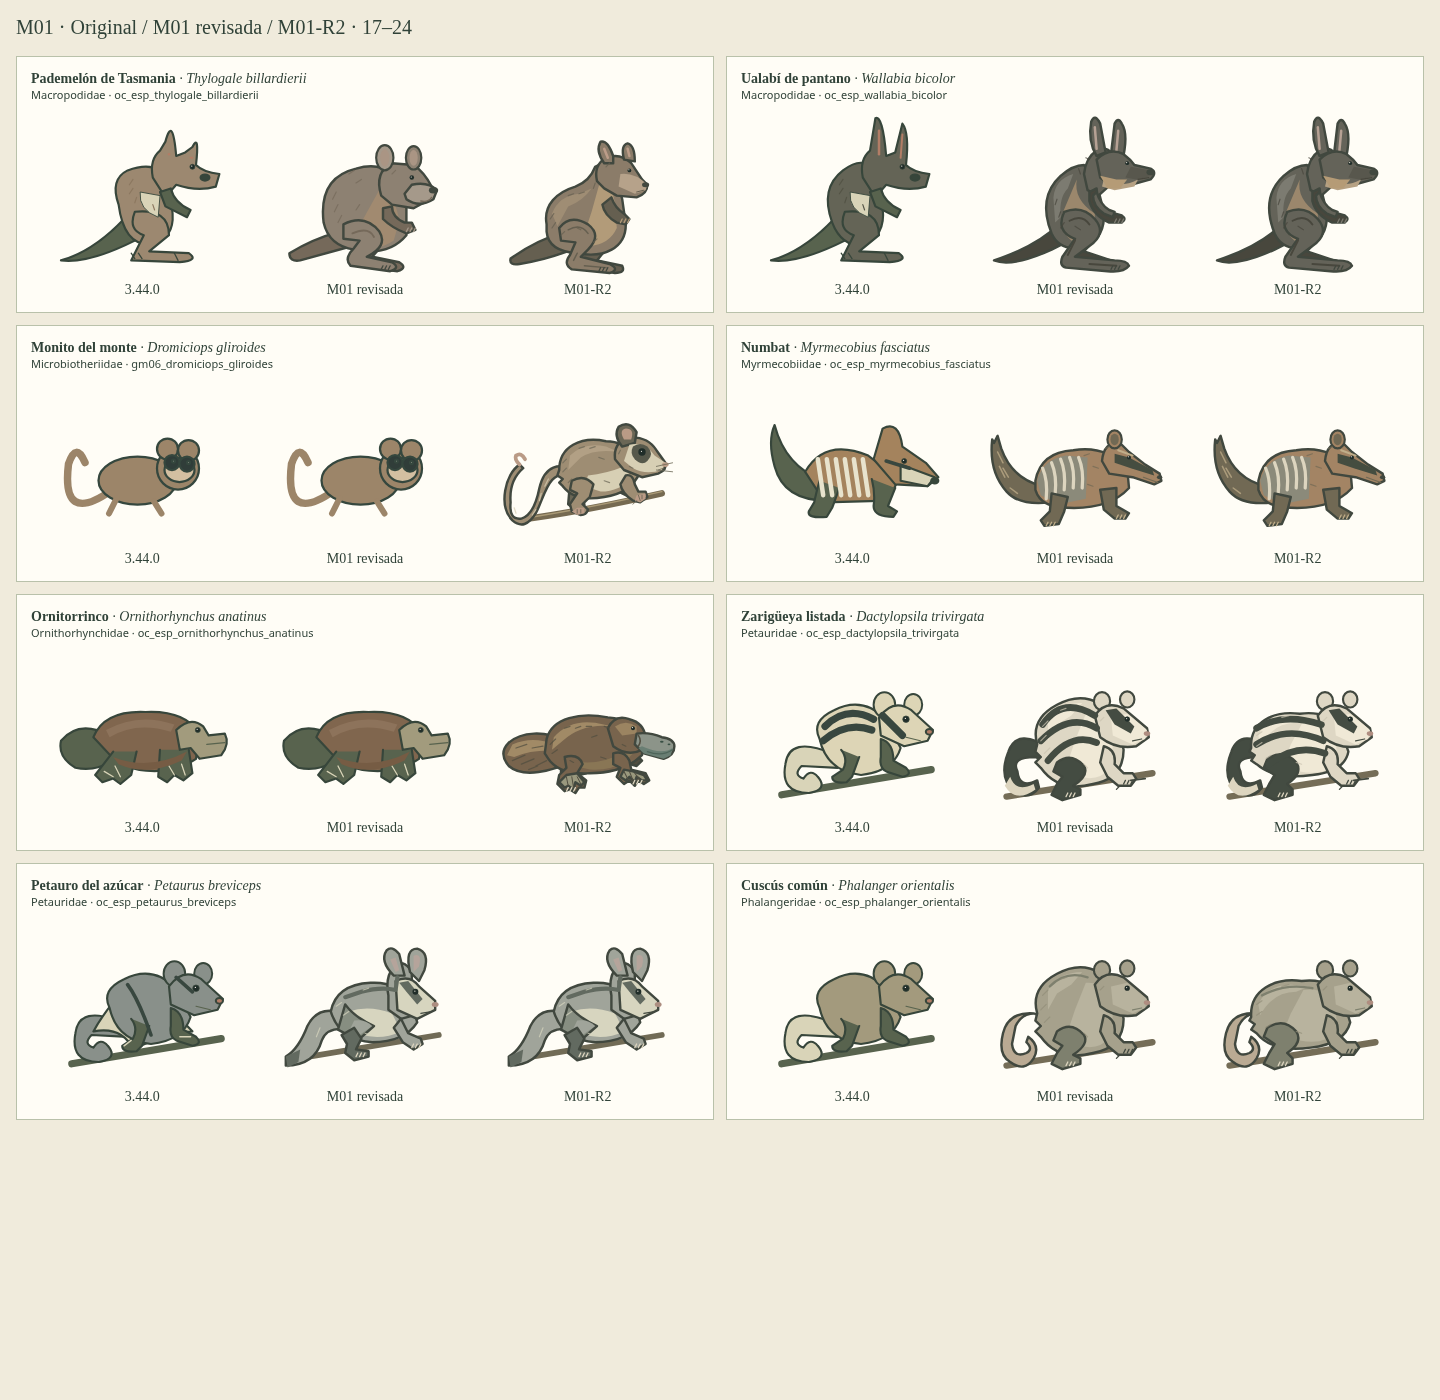 M01 · Original / M01 revisada / M01-R2 · 17–24
Pademelón de Tasmania · Thylogale billardierii
Macropodidae · oc_esp_thylogale_billardierii
3.44.0 M01 revisada M01-R2
Ualabí de pantano · Wallabia bicolor
Macropodidae · oc_esp_wallabia_bicolor
3.44.0 M01 revisada M01-R2
Monito del monte · Dromiciops gliroides
Microbiotheriidae · gm06_dromiciops_gliroides
3.44.0 M01 revisada M01-R2
Numbat · Myrmecobius fasciatus
Myrmecobiidae · oc_esp_myrmecobius_fasciatus
3.44.0 M01 revisada M01-R2
Ornitorrinco · Ornithorhynchus anatinus
Ornithorhynchidae · oc_esp_ornithorhynchus_anatinus
3.44.0 M01 revisada M01-R2
Zarigüeya listada · Dactylopsila trivirgata
Petauridae · oc_esp_dactylopsila_trivirgata
3.44.0 M01 revisada M01-R2
Petauro del azúcar · Petaurus breviceps
Petauridae · oc_esp_petaurus_breviceps
3.44.0 M01 revisada M01-R2
Cuscús común · Phalanger orientalis
Phalangeridae · oc_esp_phalanger_orientalis
3.44.0 M01 revisada M01-R2